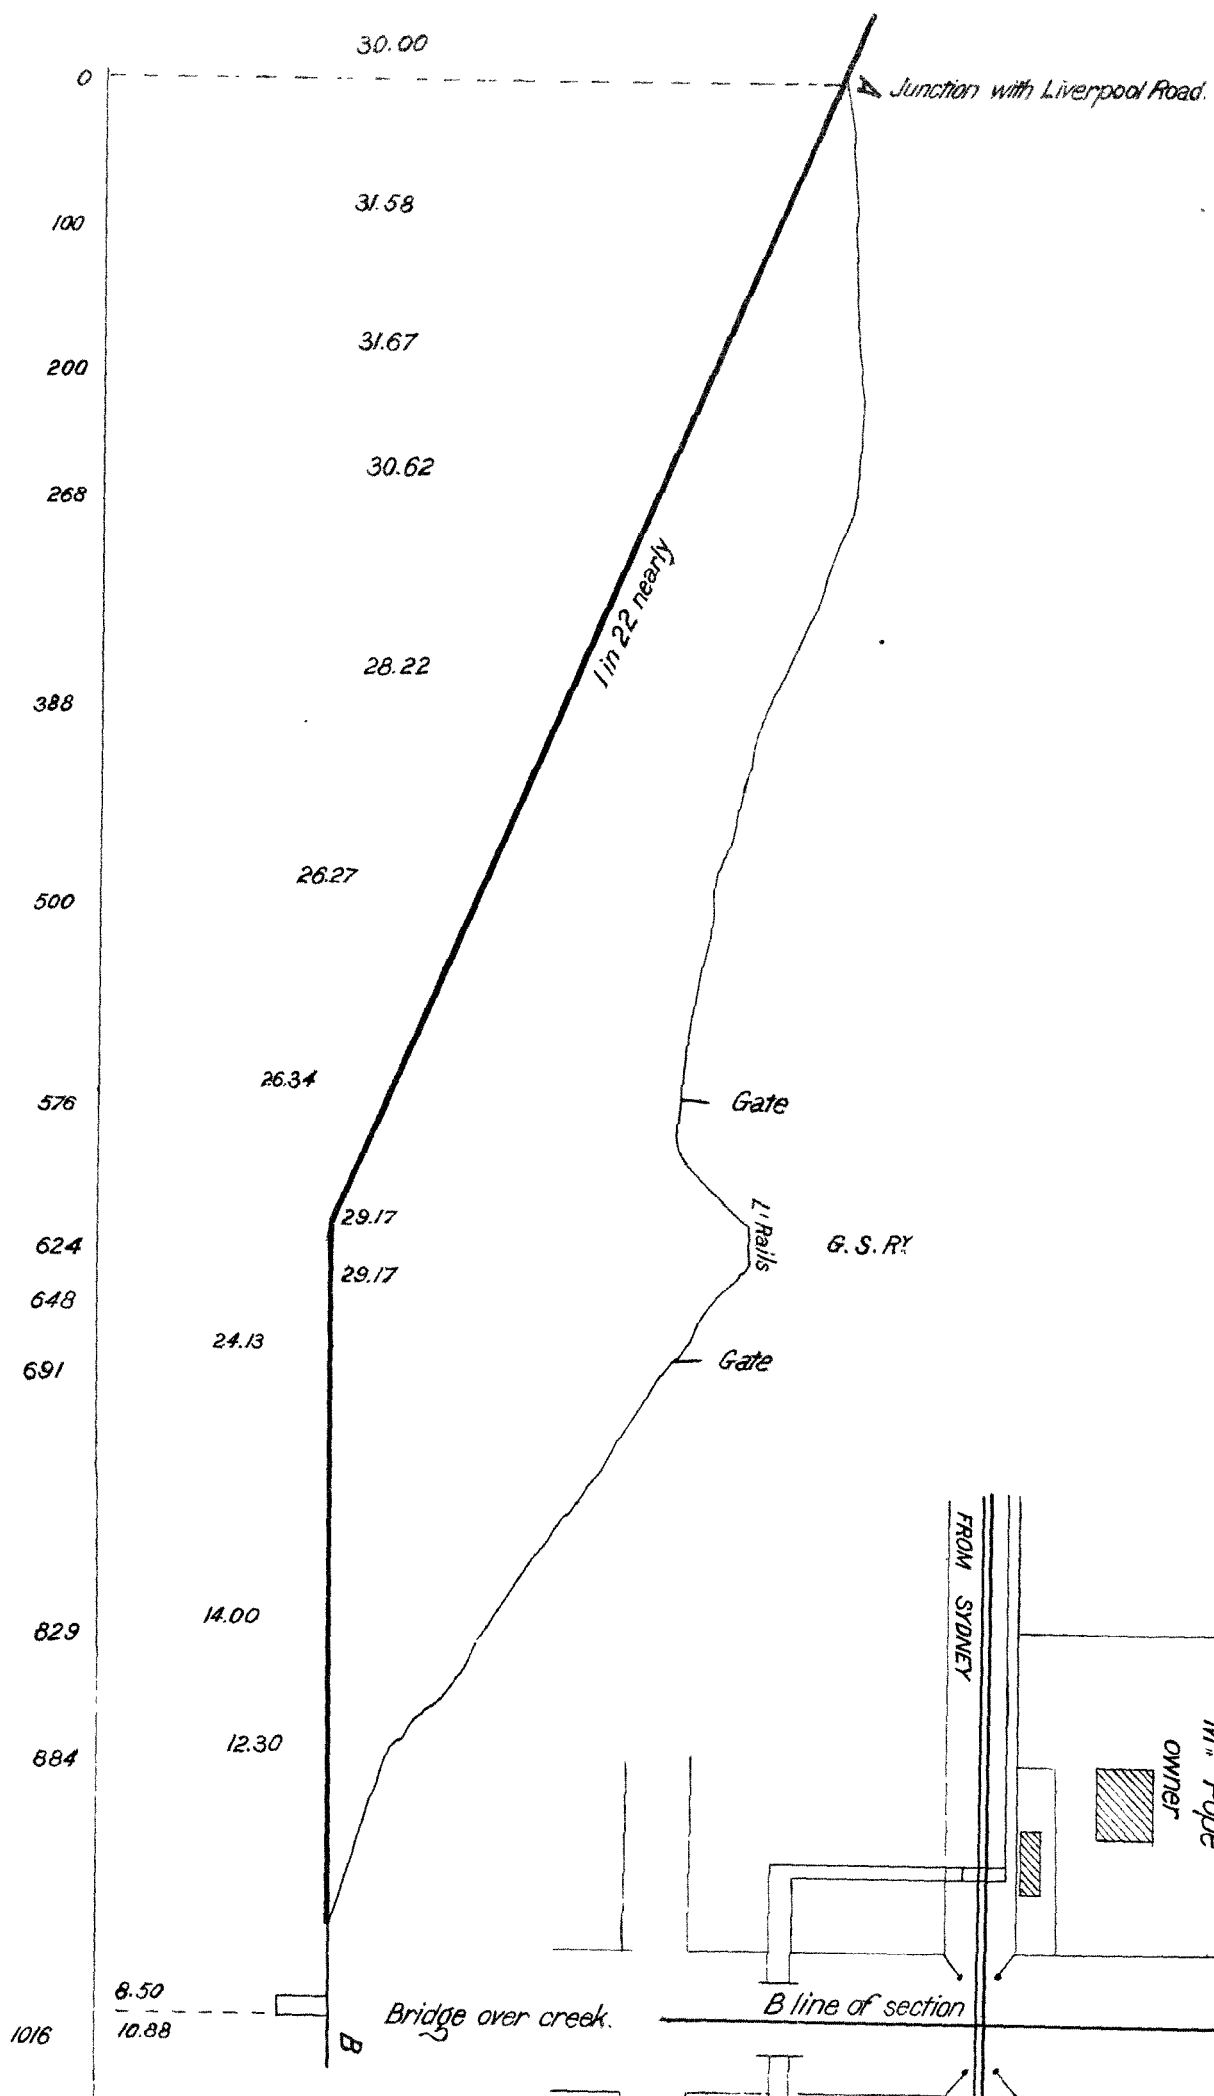 30.00
0
A Junction with Liverpool Road.
31.58
100
31.67
200
30.62
268
1 in 22 nearly
28.22
388
26.27
500
26.34
576
Gate
29.17
L' Rails
624
G. S. RY.
29.17
648
24.13
691
Gate
FROM SYDNEY
14.00
829
owner
12.30
884
8.50
Bridge over creek.
B line of section
1016
10.88
B